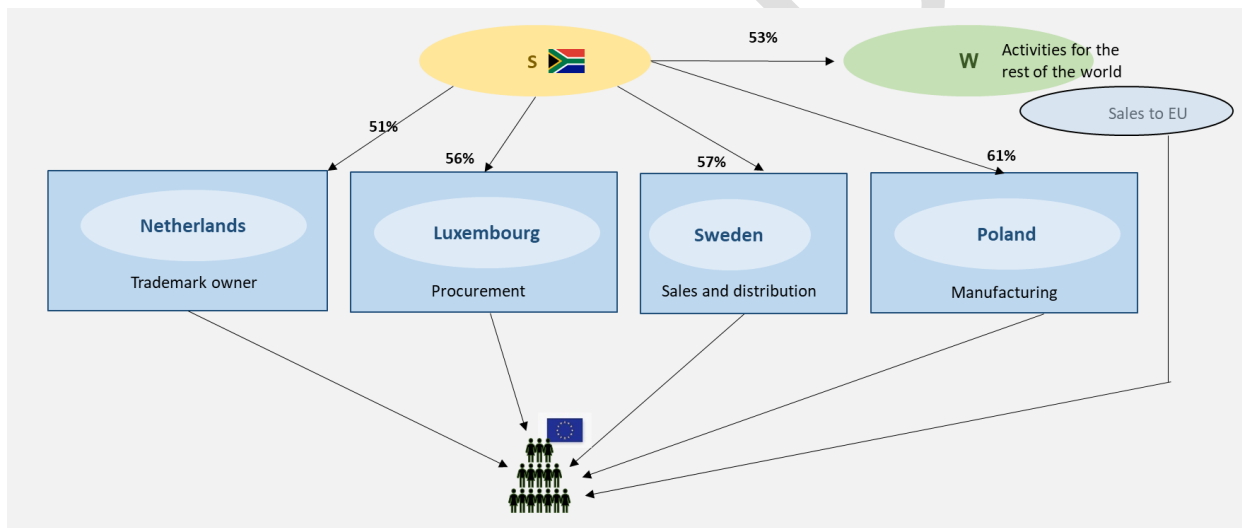 53%
S
W
Activities for the
rest of the world
Sales to EU
51%
56%
57%
61%
Netherlands
Luxembourg
Sweden
Poland
Trademark owner
Procurement
Sales and distribution
Manufacturing